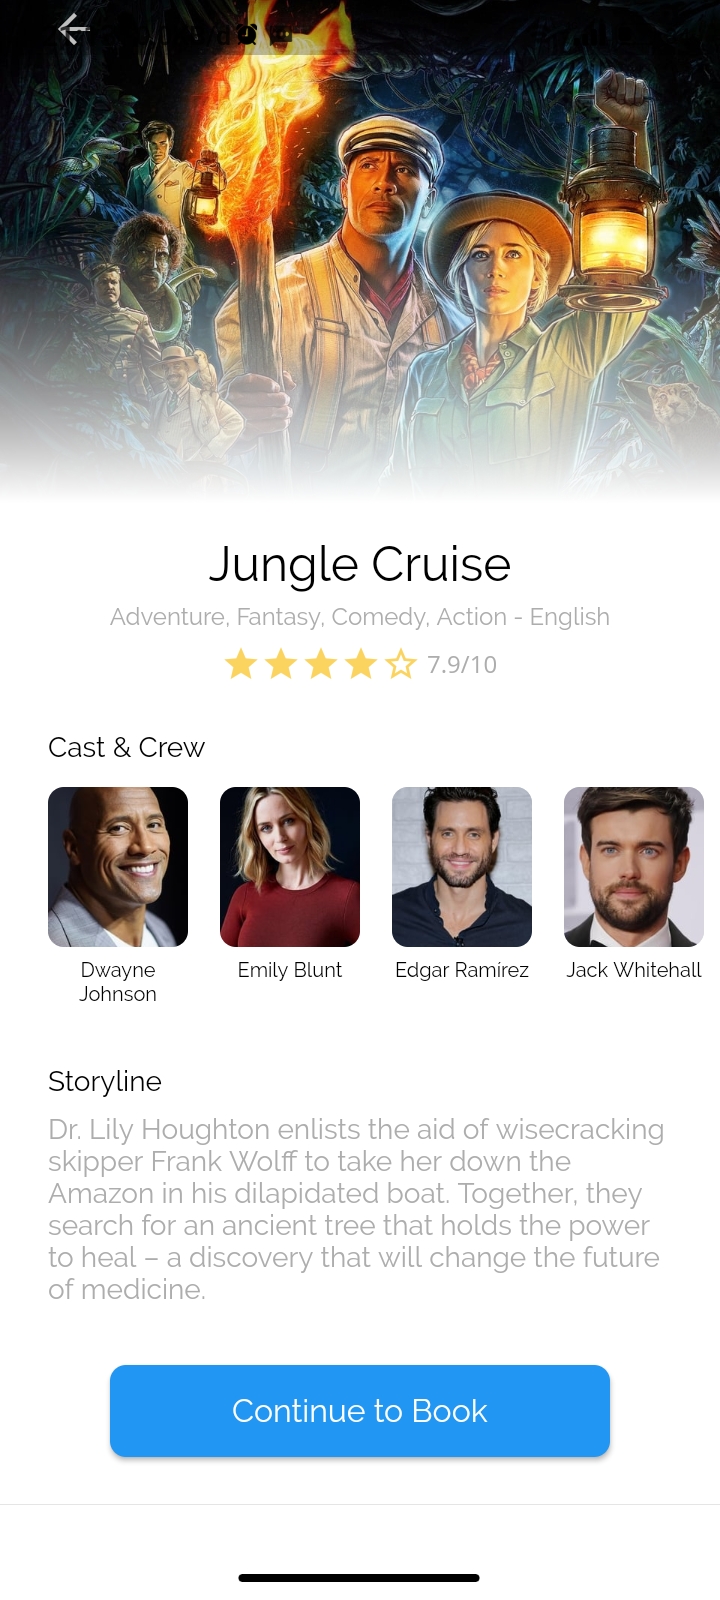 Jungle Cruise
Adventure, Fantasy, Comedy, Action - English
7.9/10
Cast & Crew
Dwayne
Johnson
Emily Blunt
Edgar Ramírez
Jack Whitehall
Storyline
Dr. Lily Houghton enlists the aid of wisecracking
skipper Frank Wolff to take her down the
Amazon in his dilapidated boat. Together, they
search for an ancient tree that holds the power
to heal – a discovery that will change the future
of medicine.
Continue to Book